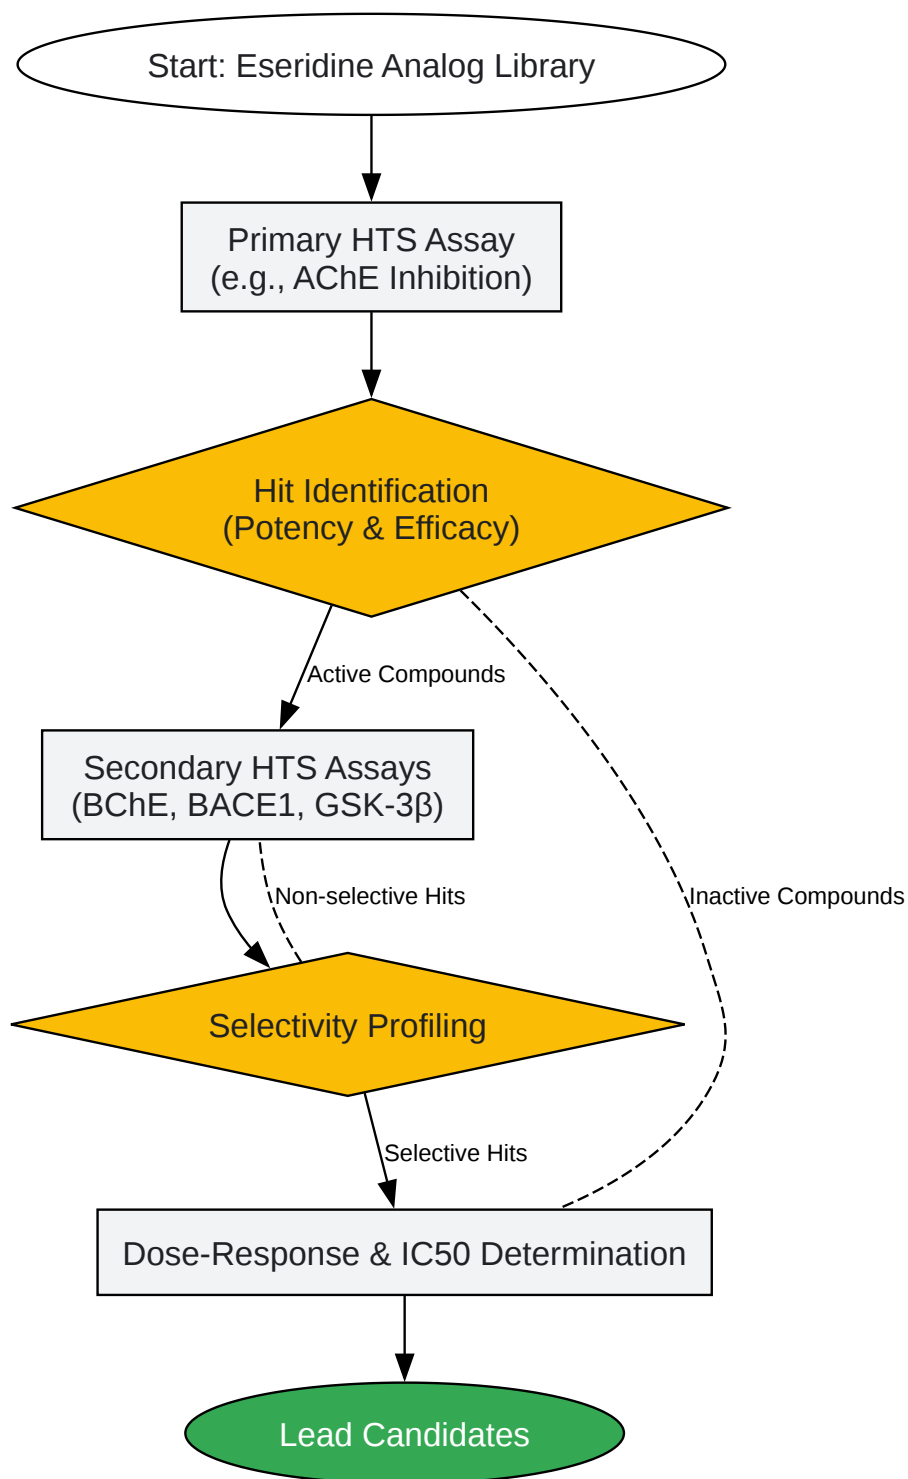 Start: Eseridine Analog Library
Primary HTS Assay
(e.g., AChE Inhibition)
Hit Identification
(Potency & Efficacy)
Active Compounds
Secondary HTS Assays
(BChE, BACE1, GSK-3β)
Non-selective Hits
Inactive Compounds
Selectivity Profiling
Selective Hits
Dose-Response & IC50 Determination
Lead Candidates